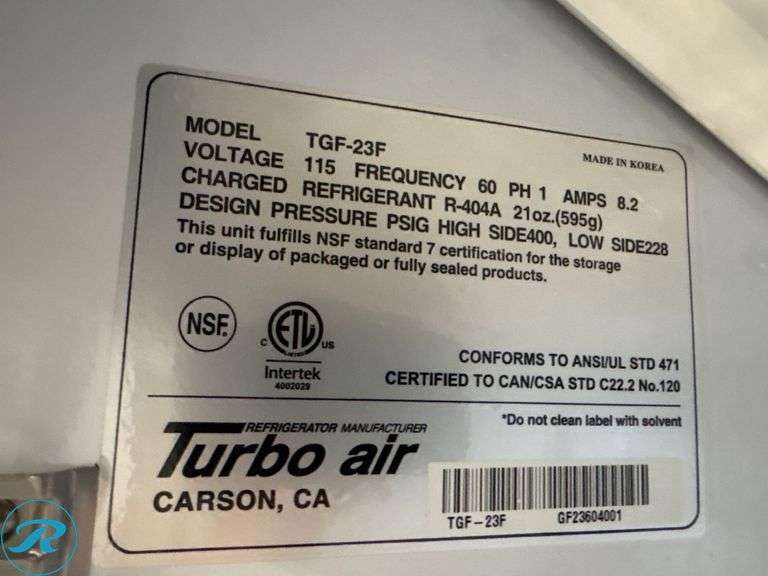 MODEL TGF-23F
MADE IN KOREA
VOLTAGE 115 FREQUENCY 60 PH 1 AMPS 8.2
CHARGED REFRIGERANT R-404A 21oz.(595g)
DESIGN PRESSURE PSIG HIGH SIDE400, LOW SIDE228
This unit fulfills NSF standard 7 certification for the storage
or display of packaged or fully sealed products.
NSF.
C ETL US
LISTED
Intertek
4002029
CONFORMS TO ANSI/UL STD 471
CERTIFIED TO CAN/CSA STD C22.2 No.120
*Do not clean label with solvent
REFRIGERATOR MANUFACTURER
Turbo air
CARSON, CA
TGF-23F GF23604001
R